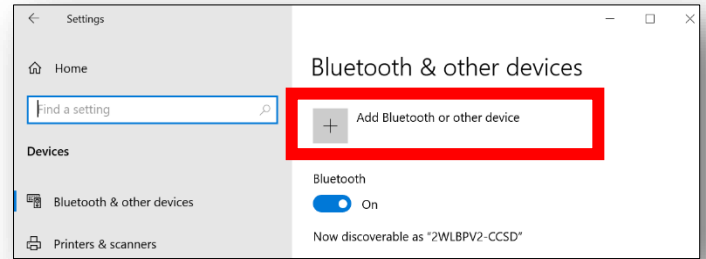 Settings
Home
Find a setting
Devices
Bluetooth & other devices
Printers & scanners
Bluetooth & other devices
Add Bluetooth or other device
Bluetooth
On
Now discoverable as "2WLBPV2-CCSD"